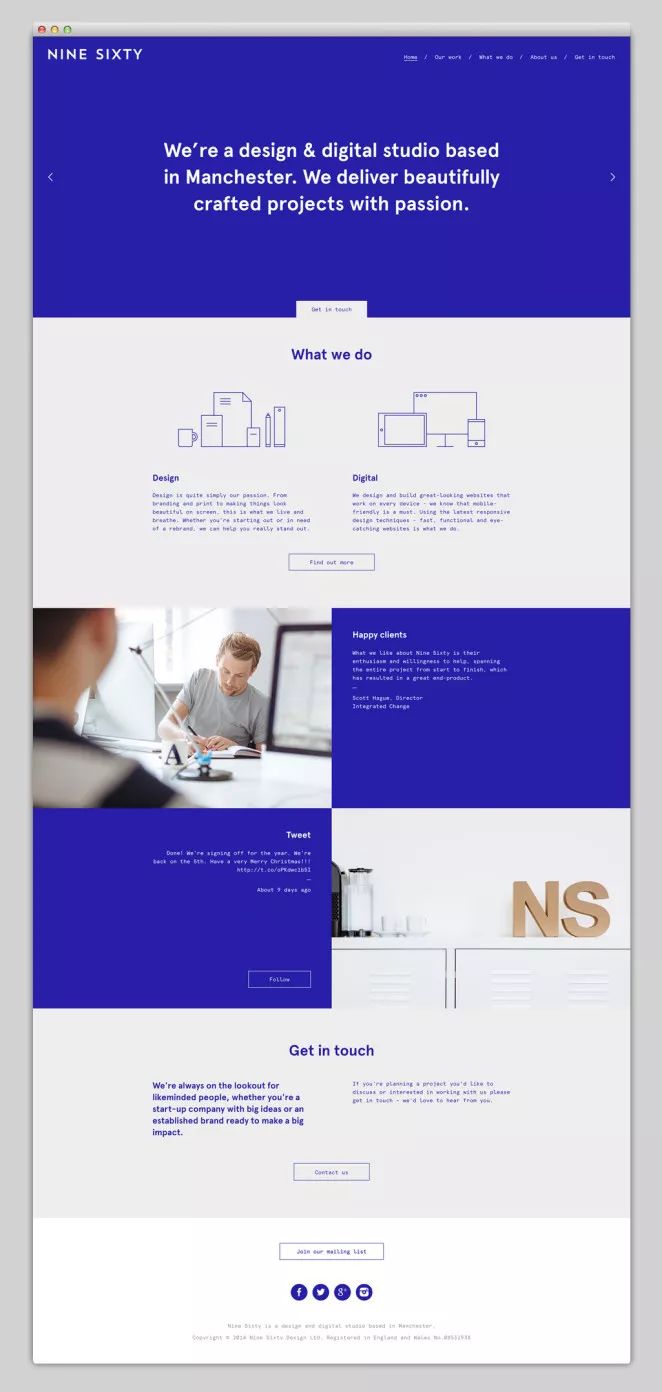 NINE SIXTY
Home / Our work / What we do / About us / Get in touch
We're a design & digital studio based
in Manchester. We deliver beautifully
crafted projects with passion.
Get in touch
What we do
Design
Design is quite simply our passion. From
branding and print to making things look
beautiful on screen, this is what we live and
breathe. Whether you're starting out or in need
of a rebrand, we can help you really stand out.
Digital
We design and build great-looking websites that
work on every device - we know that mobile-
friendly is a must. Using the latest responsive
design techniques - fast, functional and eye-
catching websites is what we do.
Find out more
A
Happy clients
What we like about Nine Sixty is their
enthusiasm and willingness to help, spanning
the entire project from start to finish, which
has resulted in a great end-product.
—
Scott Hague, Director
Integrated Change
Tweet
Done! We're signing off for the year. We're
back on the 5th. Have a very Merry Christmas!!!
—
About 9 days ago
Follow
NS
Get in touch
We're always on the lookout for
likeminded people, whether you're a
start-up company with big ideas or an
established brand ready to make a big
impact.
If you're planning a project you'd like to
discuss or interested in working with us please
get in touch - we'd love to hear from you.
Contact us
Join our mailing list
Nine Sixty is a design and digital studio based in Manchester.
Copyright © 2014 Nine Sixty Design LTD. Registered in England and Wales